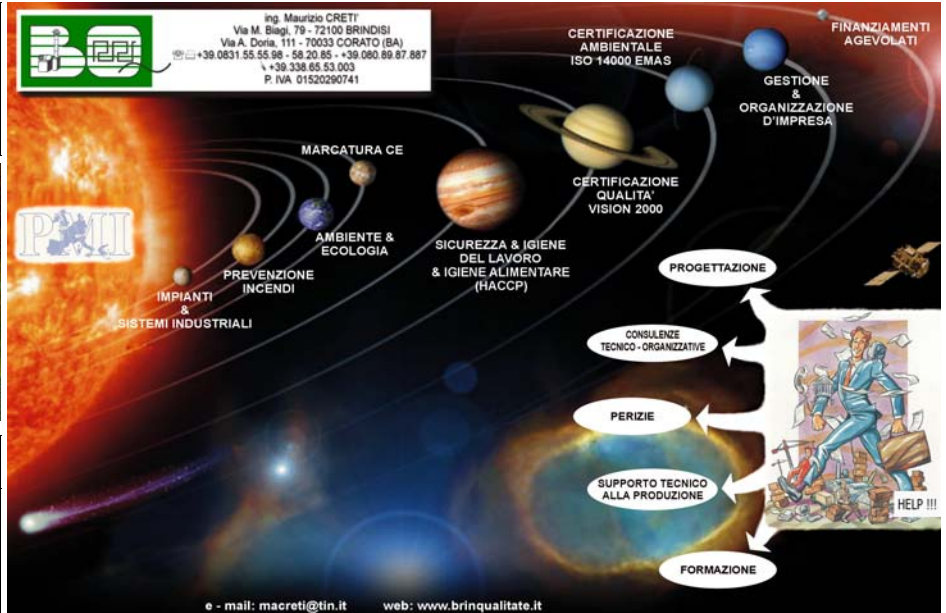 ing. Maurizio CRETI'
Via M. Biagi, 79 - 72100 BRINDISI
Via A. Doria, 111 - 70033 CORATO (BA)
+39.0831.55.55.98 - 58.20.85 - +39.080.89.87.887
+39.338.65.53.003
P. IVA 01520290741
FINANZIAMENTI
AGEVOLATI
CERTIFICAZIONE
AMBIENTALE
ISO 14000 EMAS
GESTIONE
&
ORGANIZZAZIONE
D'IMPRESA
MARCATURA CE
CERTIFICAZIONE
QUALITA'
VISION 2000
PMI
AMBIENTE &
ECOLOGIA
SICUREZZA & IGIENE
DEL LAVORO
& IGIENE ALIMENTARE
(HACCP)
PREVENZIONE
INCENDI
IMPIANTI
&
SISTEMI INDUSTRIALI
PROGETTAZIONE
CONSULENZE
TECNICO - ORGANIZZATIVE
PERIZIE
SUPPORTO TECNICO
ALLA PRODUZIONE
HELP !!!
FORMAZIONE
e - mail: macreti@tin.it web: www.brinqualitate.it